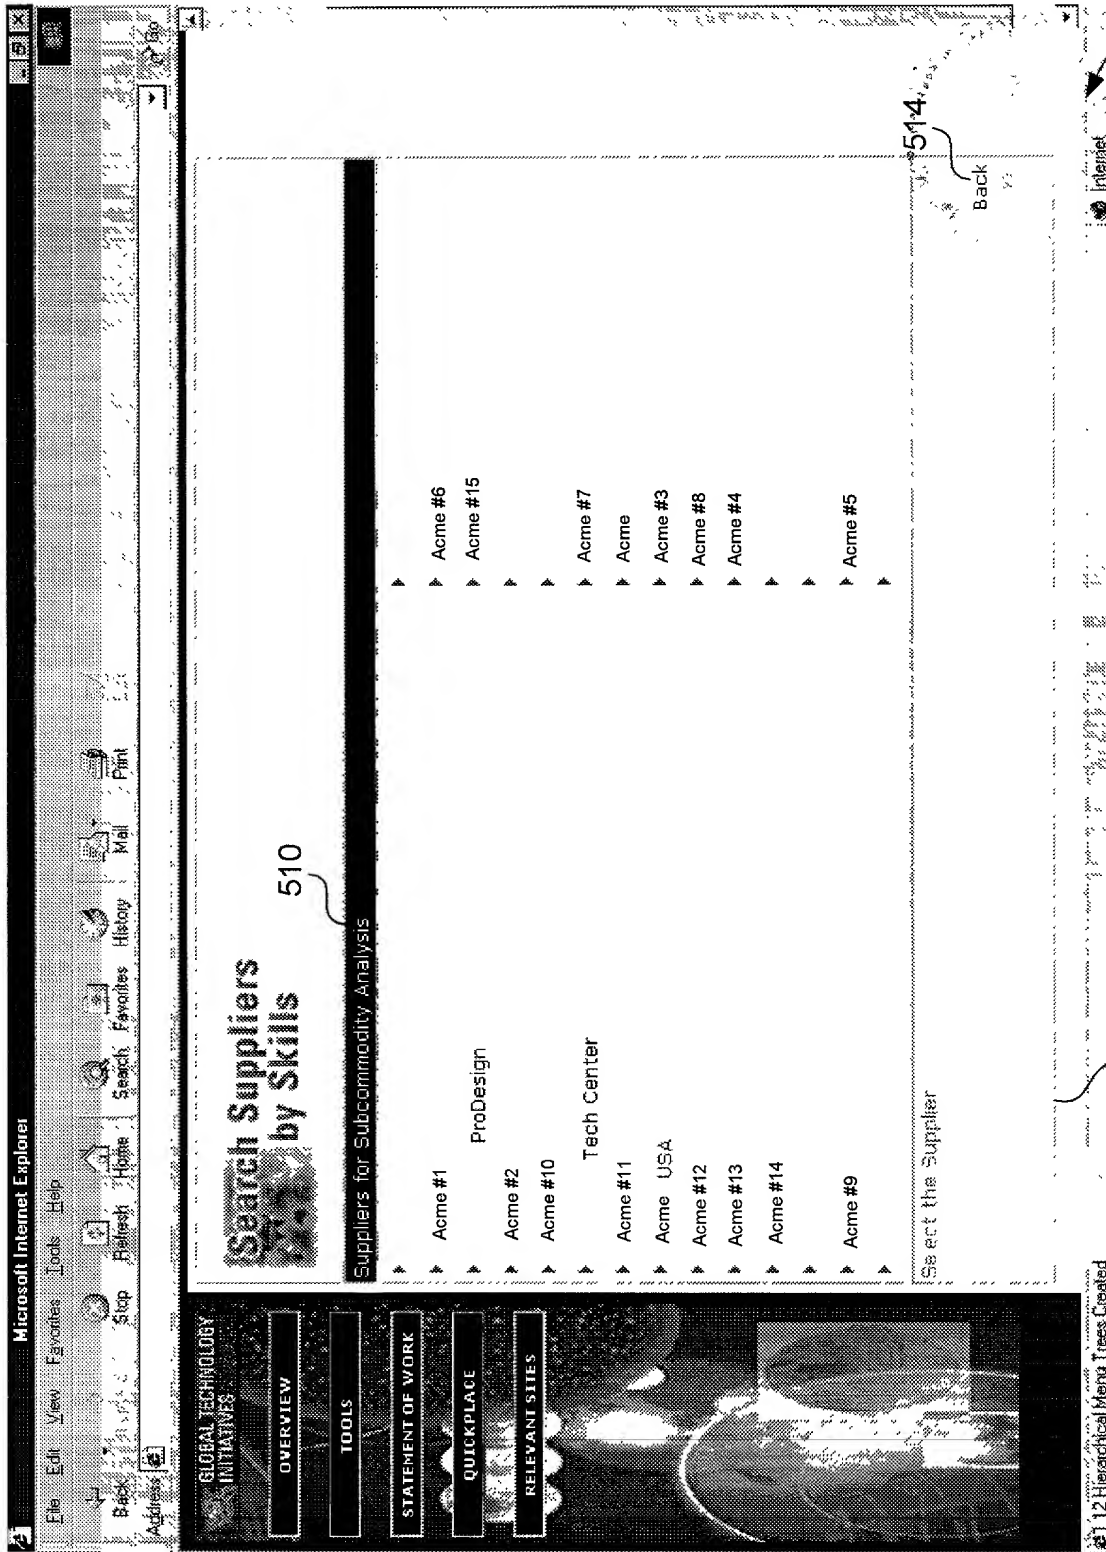 Microsoft Internet Explorer
File Edit View Favorites Tools Help
Back Stop Refresh Home Search Favorites History Mail Print
Address Go
GLOBAL TECHNOLOGY
INITIATIVES
OVERVIEW
TOOLS
STATEMENT OF WORK
QUICKPLACE
RELEVANT SITES
Search Suppliers
by Skills
510
Suppliers for Subcommodity Analysis
Acme #1 Acme #6
ProDesign Acme #15
Acme #2
Acme #10
Tech Center Acme #7
Acme #11 Acme
Acme USA Acme #3
Acme #12 Acme #8
Acme #13 Acme #4
Acme #14
Acme #9 Acme #5
Select the Supplier
514
Back
12 Hierarchical Menu Trees Created
Internet